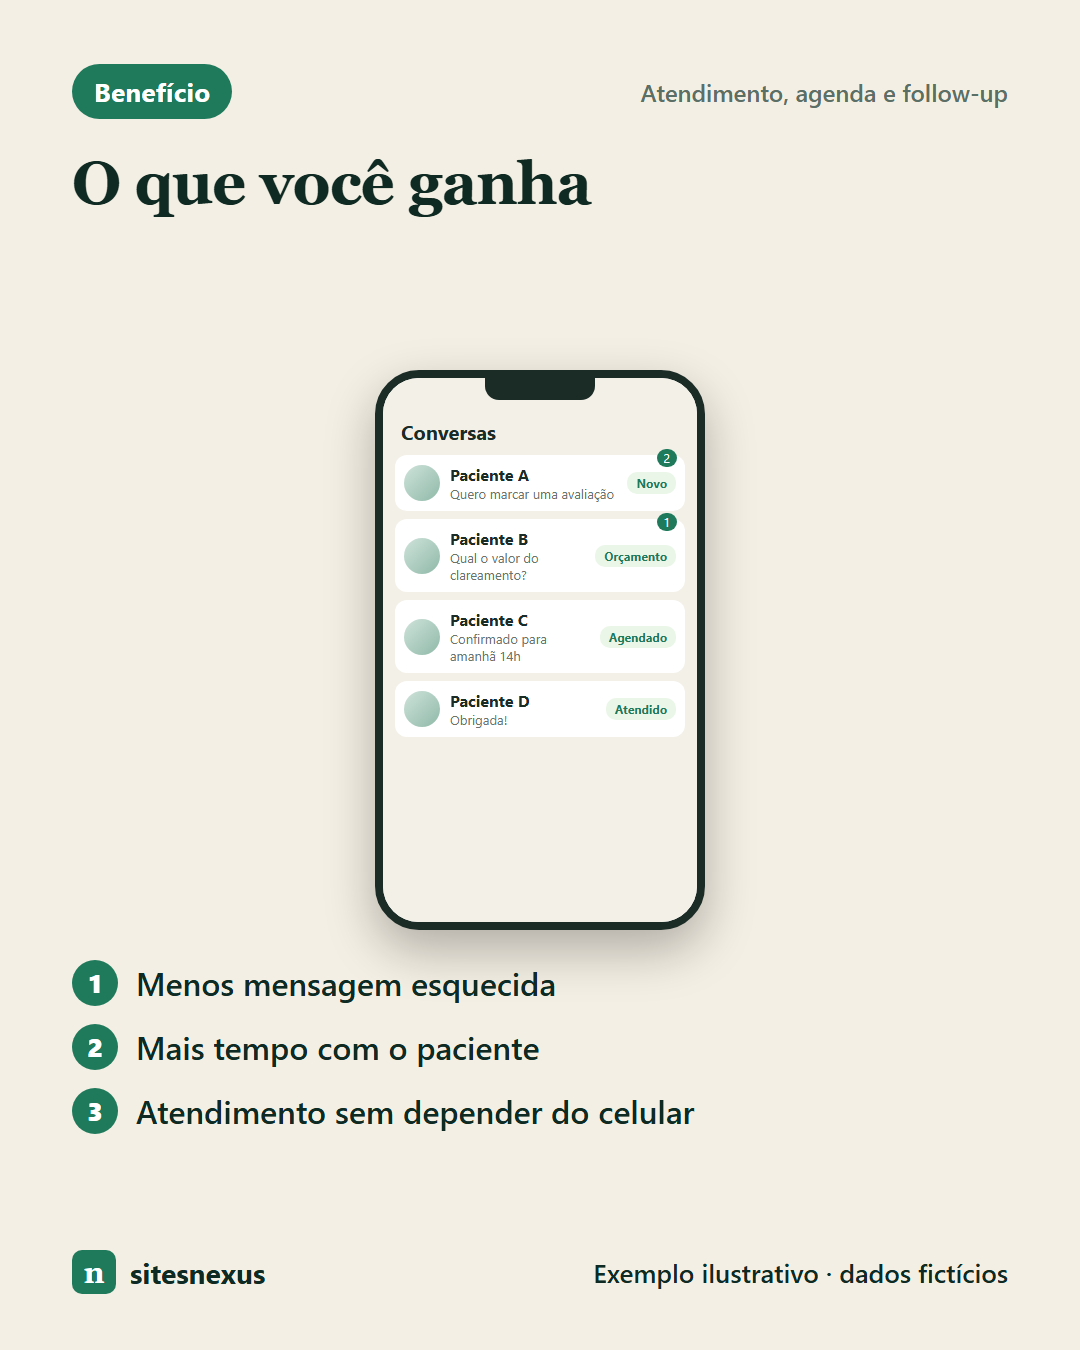 Benefício
Atendimento, agenda e follow-up
O que você ganha
Conversas
2
Paciente A
Quero marcar uma avaliação
Novo
1
Paciente B
Qual o valor do
clareamento?
Orçamento
Paciente C
Confirmado para
amanhã 14h
Agendado
Paciente D
Obrigada!
Atendido
1 Menos mensagem esquecida
2 Mais tempo com o paciente
3 Atendimento sem depender do celular
n sitesnexus
Exemplo ilustrativo · dados fictícios